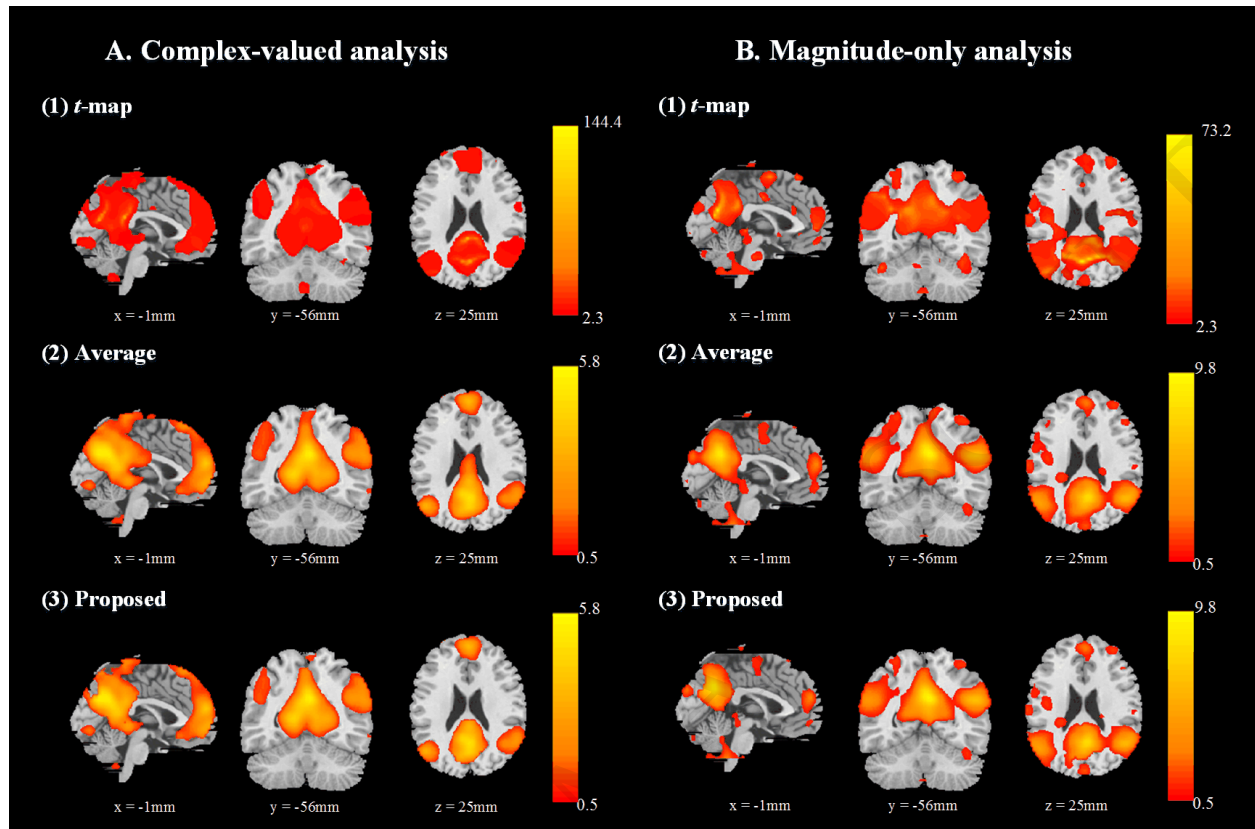 A. Complex-valued analysis
(1) t-map
144.4
2.3
x = -1mm y = -56mm z = 25mm
(2) Average
5.8
0.5
x = -1mm y = -56mm z = 25mm
(3) Proposed
5.8
0.5
x = -1mm y = -56mm z = 25mm
B. Magnitude-only analysis
(1) t-map
73.2
2.3
x = -1mm y = -56mm z = 25mm
(2) Average
9.8
0.5
x = -1mm y = -56mm z = 25mm
(3) Proposed
9.8
0.5
x = -1mm y = -56mm z = 25mm